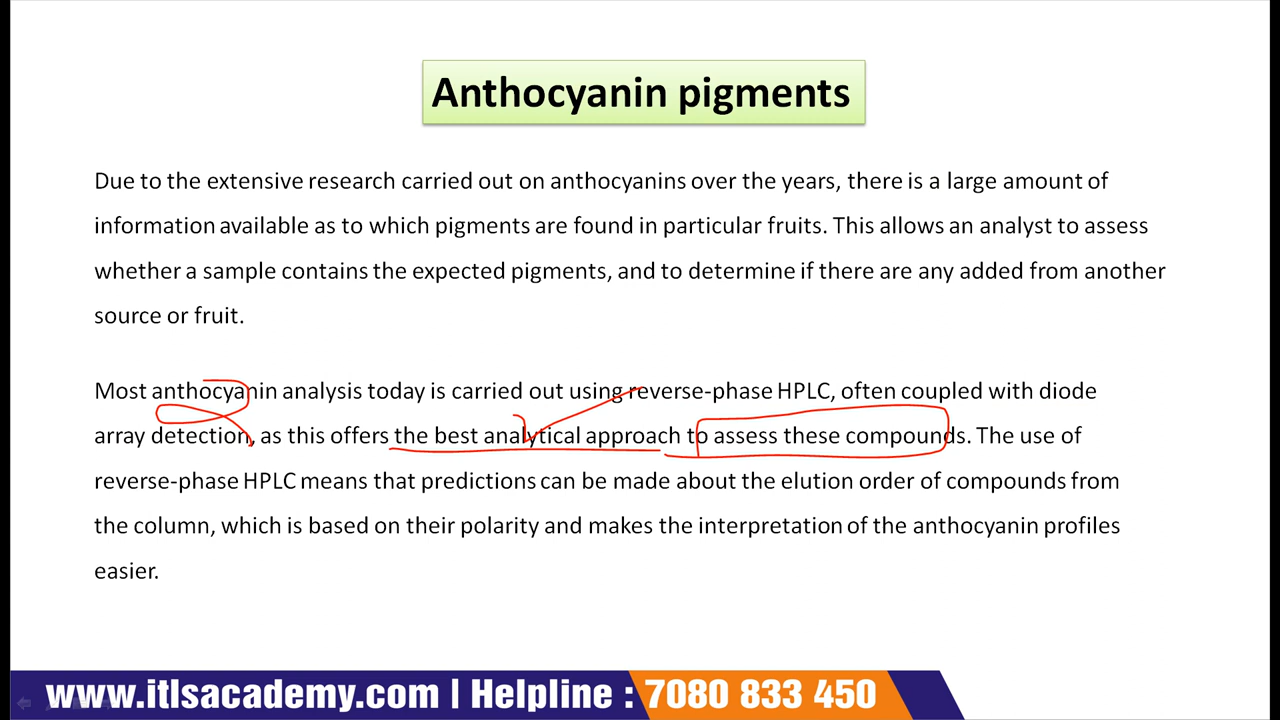 Anthocyanin pigments
Due to the extensive research carried out on anthocyanins over the years, there is a large amount of
information available as to which pigments are found in particular fruits. This allows an analyst to assess
whether a sample contains the expected pigments, and to determine if there are any added from another
source or fruit.
Most anthocyanin analysis today is carried out using reverse-phase HPLC, often coupled with diode
array detection, as this offers the best analytical approach to assess these compounds. The use of
reverse-phase HPLC means that predictions can be made about the elution order of compounds from
the column, which is based on their polarity and makes the interpretation of the anthocyanin profiles
easier.
www.itlsacademy.com | Helpline : 7080 833 450